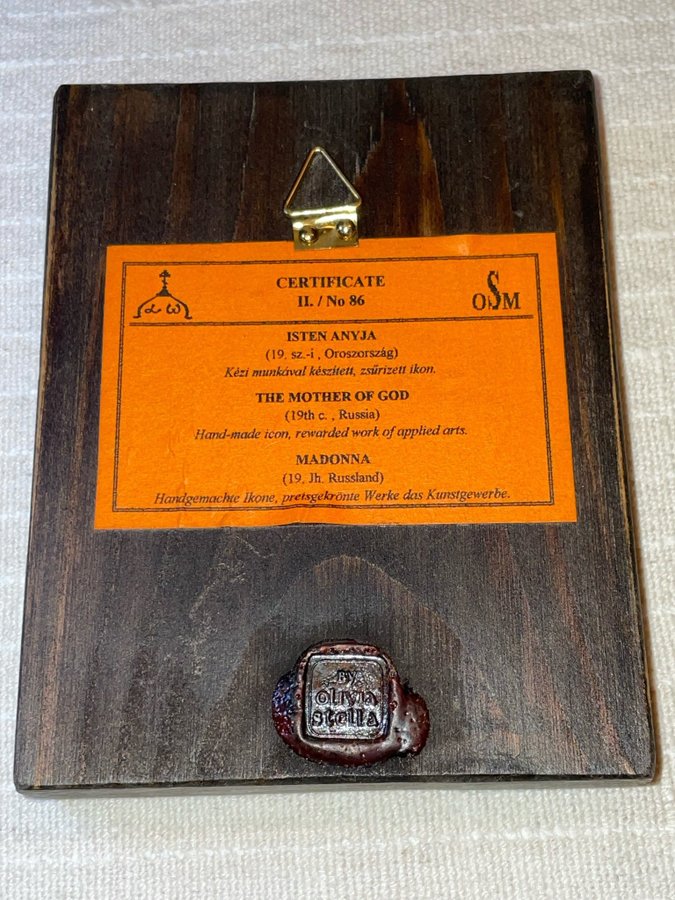 CERTIFICATE
II. / No 86
α ω
OSM
ISTEN ANYJA
(19. sz.-i , Oroszország)
Kézi munkával készített, zsűrizett ikon.
THE MOTHER OF GOD
(19th c. , Russia)
Hand-made icon, rewarded work of applied arts.
MADONNA
(19. Jh. Russland)
Handgemachte Ikone, preisgekrönte Werke das Kunstgewerbe.
By
olivia
stella